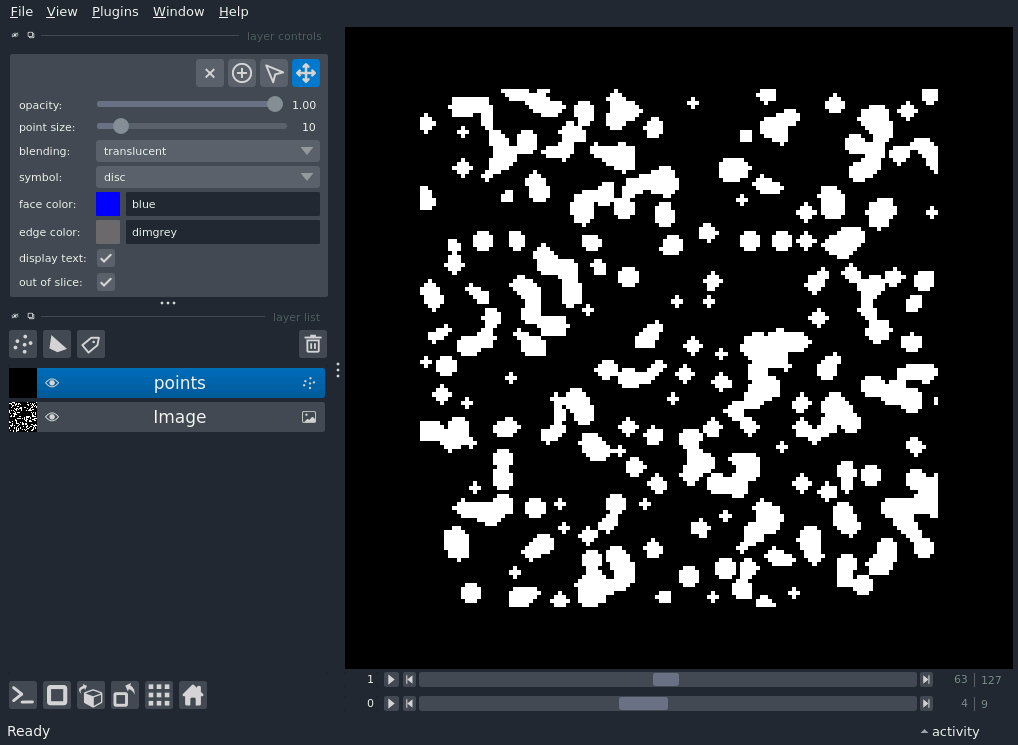 File View Plugins Window Help
layer controls
opacity: 1.00
point size: 10
blending: translucent
symbol: disc
face color: blue
edge color: dimgrey
display text:
out of slice:
layer list
points
Image
1 63 127
0 4 9
Ready activity